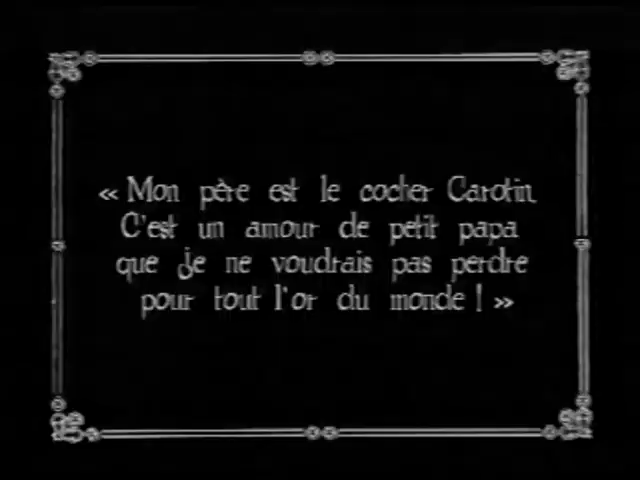 « Mon père est le cocher Carotin.
C'est un amour de petit papa
que je ne voudrais pas perdre
pour tout l'or du monde ! »